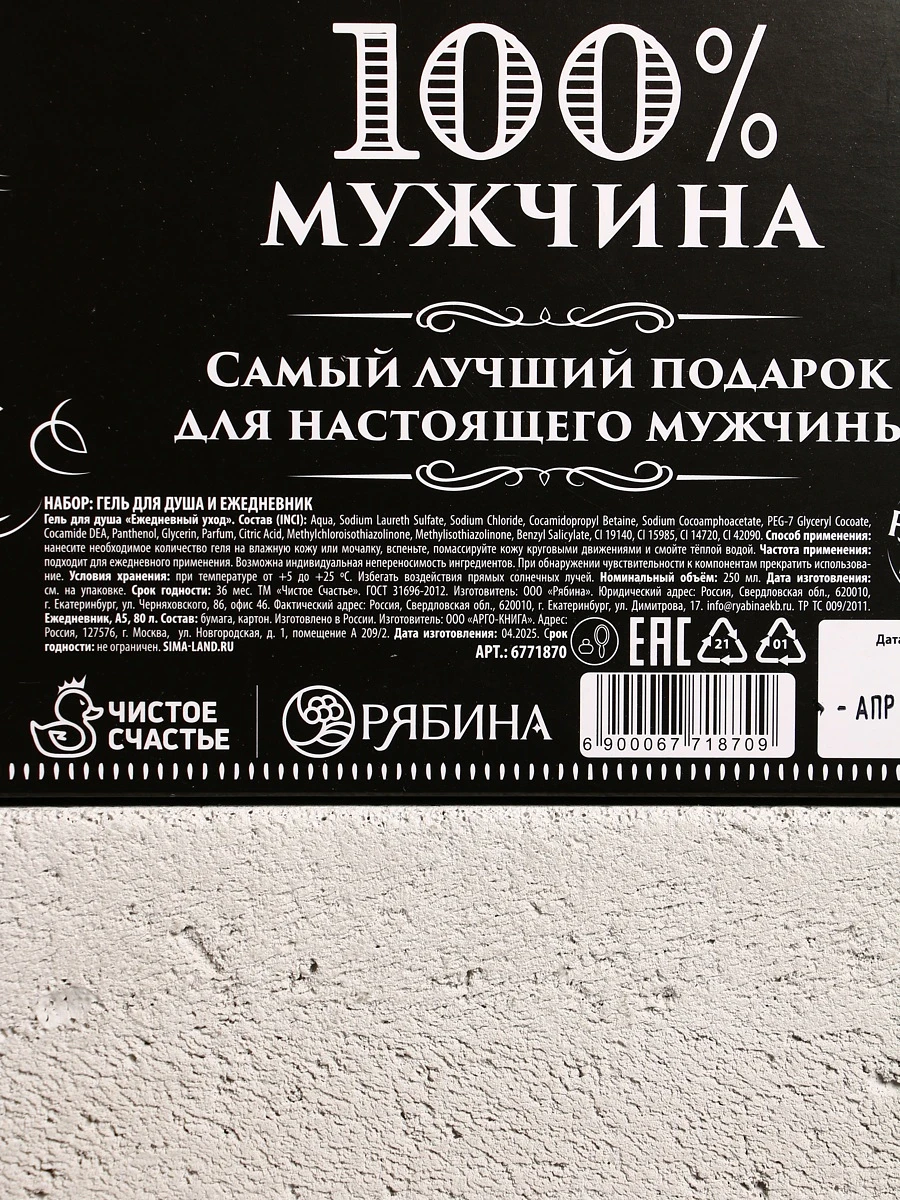 100%
МУЖЧИНА
САМЫЙ ЛУЧШИЙ ПОДАРОК
ДЛЯ НАСТОЯЩЕГО МУЖЧИНЫ
НАБОР: ГЕЛЬ ДЛЯ ДУША И ЕЖЕДНЕВНИК
Гель для душа «Ежедневный уход». Состав (INCI): Aqua, Sodium Laureth Sulfate, Sodium Chloride, Cocamidopropyl Betaine, Sodium Cocoamphoacetate, PEG-7 Glyceryl Cocoate,
Cocamide DEA, Panthenol, Glycerin, Parfum, Citric Acid, Methylchloroisothiazolinone, Methylisothiazolinone, Benzyl Salicylate, CI 19140, CI 15985, CI 14720, CI 42090. Способ применения:
нанесите необходимое количество геля на влажную кожу или мочалку, вспеньте, помассируйте кожу круговыми движениями и смойте тёплой водой. Частота применения:
подходит для ежедневного применения. Возможна индивидуальная непереносимость ингредиентов. При обнаружении чувствительности к компонентам прекратить использова-
ние. Условия хранения: при температуре от +5 до +25 °С. Избегать воздействия прямых солнечных лучей. Номинальный объём: 250 мл. Дата изготовления:
см. на упаковке. Срок годности: 36 мес. ТМ «Чистое Счастье». ГОСТ 31696-2012. Изготовитель: ООО «Рябина». Юридический адрес: Россия, Свердловская обл., 620010,
г. Екатеринбург, ул. Черняховского, 86, офис 46. Фактический адрес: Россия, Свердловская обл., 620010, г. Екатеринбург, ул. Димитрова, 17. info@ryabinaekb.ru. ТР ТС 009/2011.
Ежедневник, А5, 80 л. Состав: бумага, картон. Изготовлено в России. Изготовитель: ООО «АРГО-КНИГА». Адрес:
Россия, 127576, г. Москва, ул. Новгородская, д. 1, помещение А 209/2. Дата изготовления: 04.2025. Срок
годности: не ограничен. SIMA-LAND.RU
АРТ.: 6771870
EAC
21
01
ЧИСТОЕ
СЧАСТЬЕ
РЯБИНА
6 900067 718709
Дата
- АПР